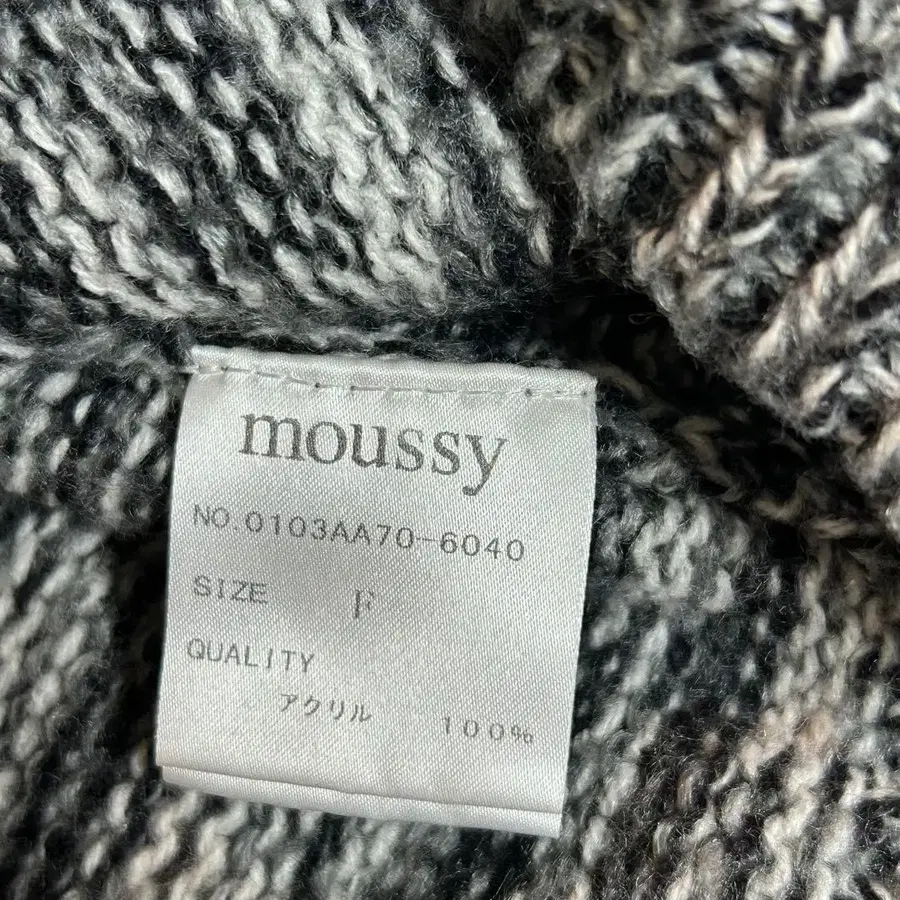 moussy
NO.0103AA70-6040
SIZE F
QUALITY
アクリル 100%